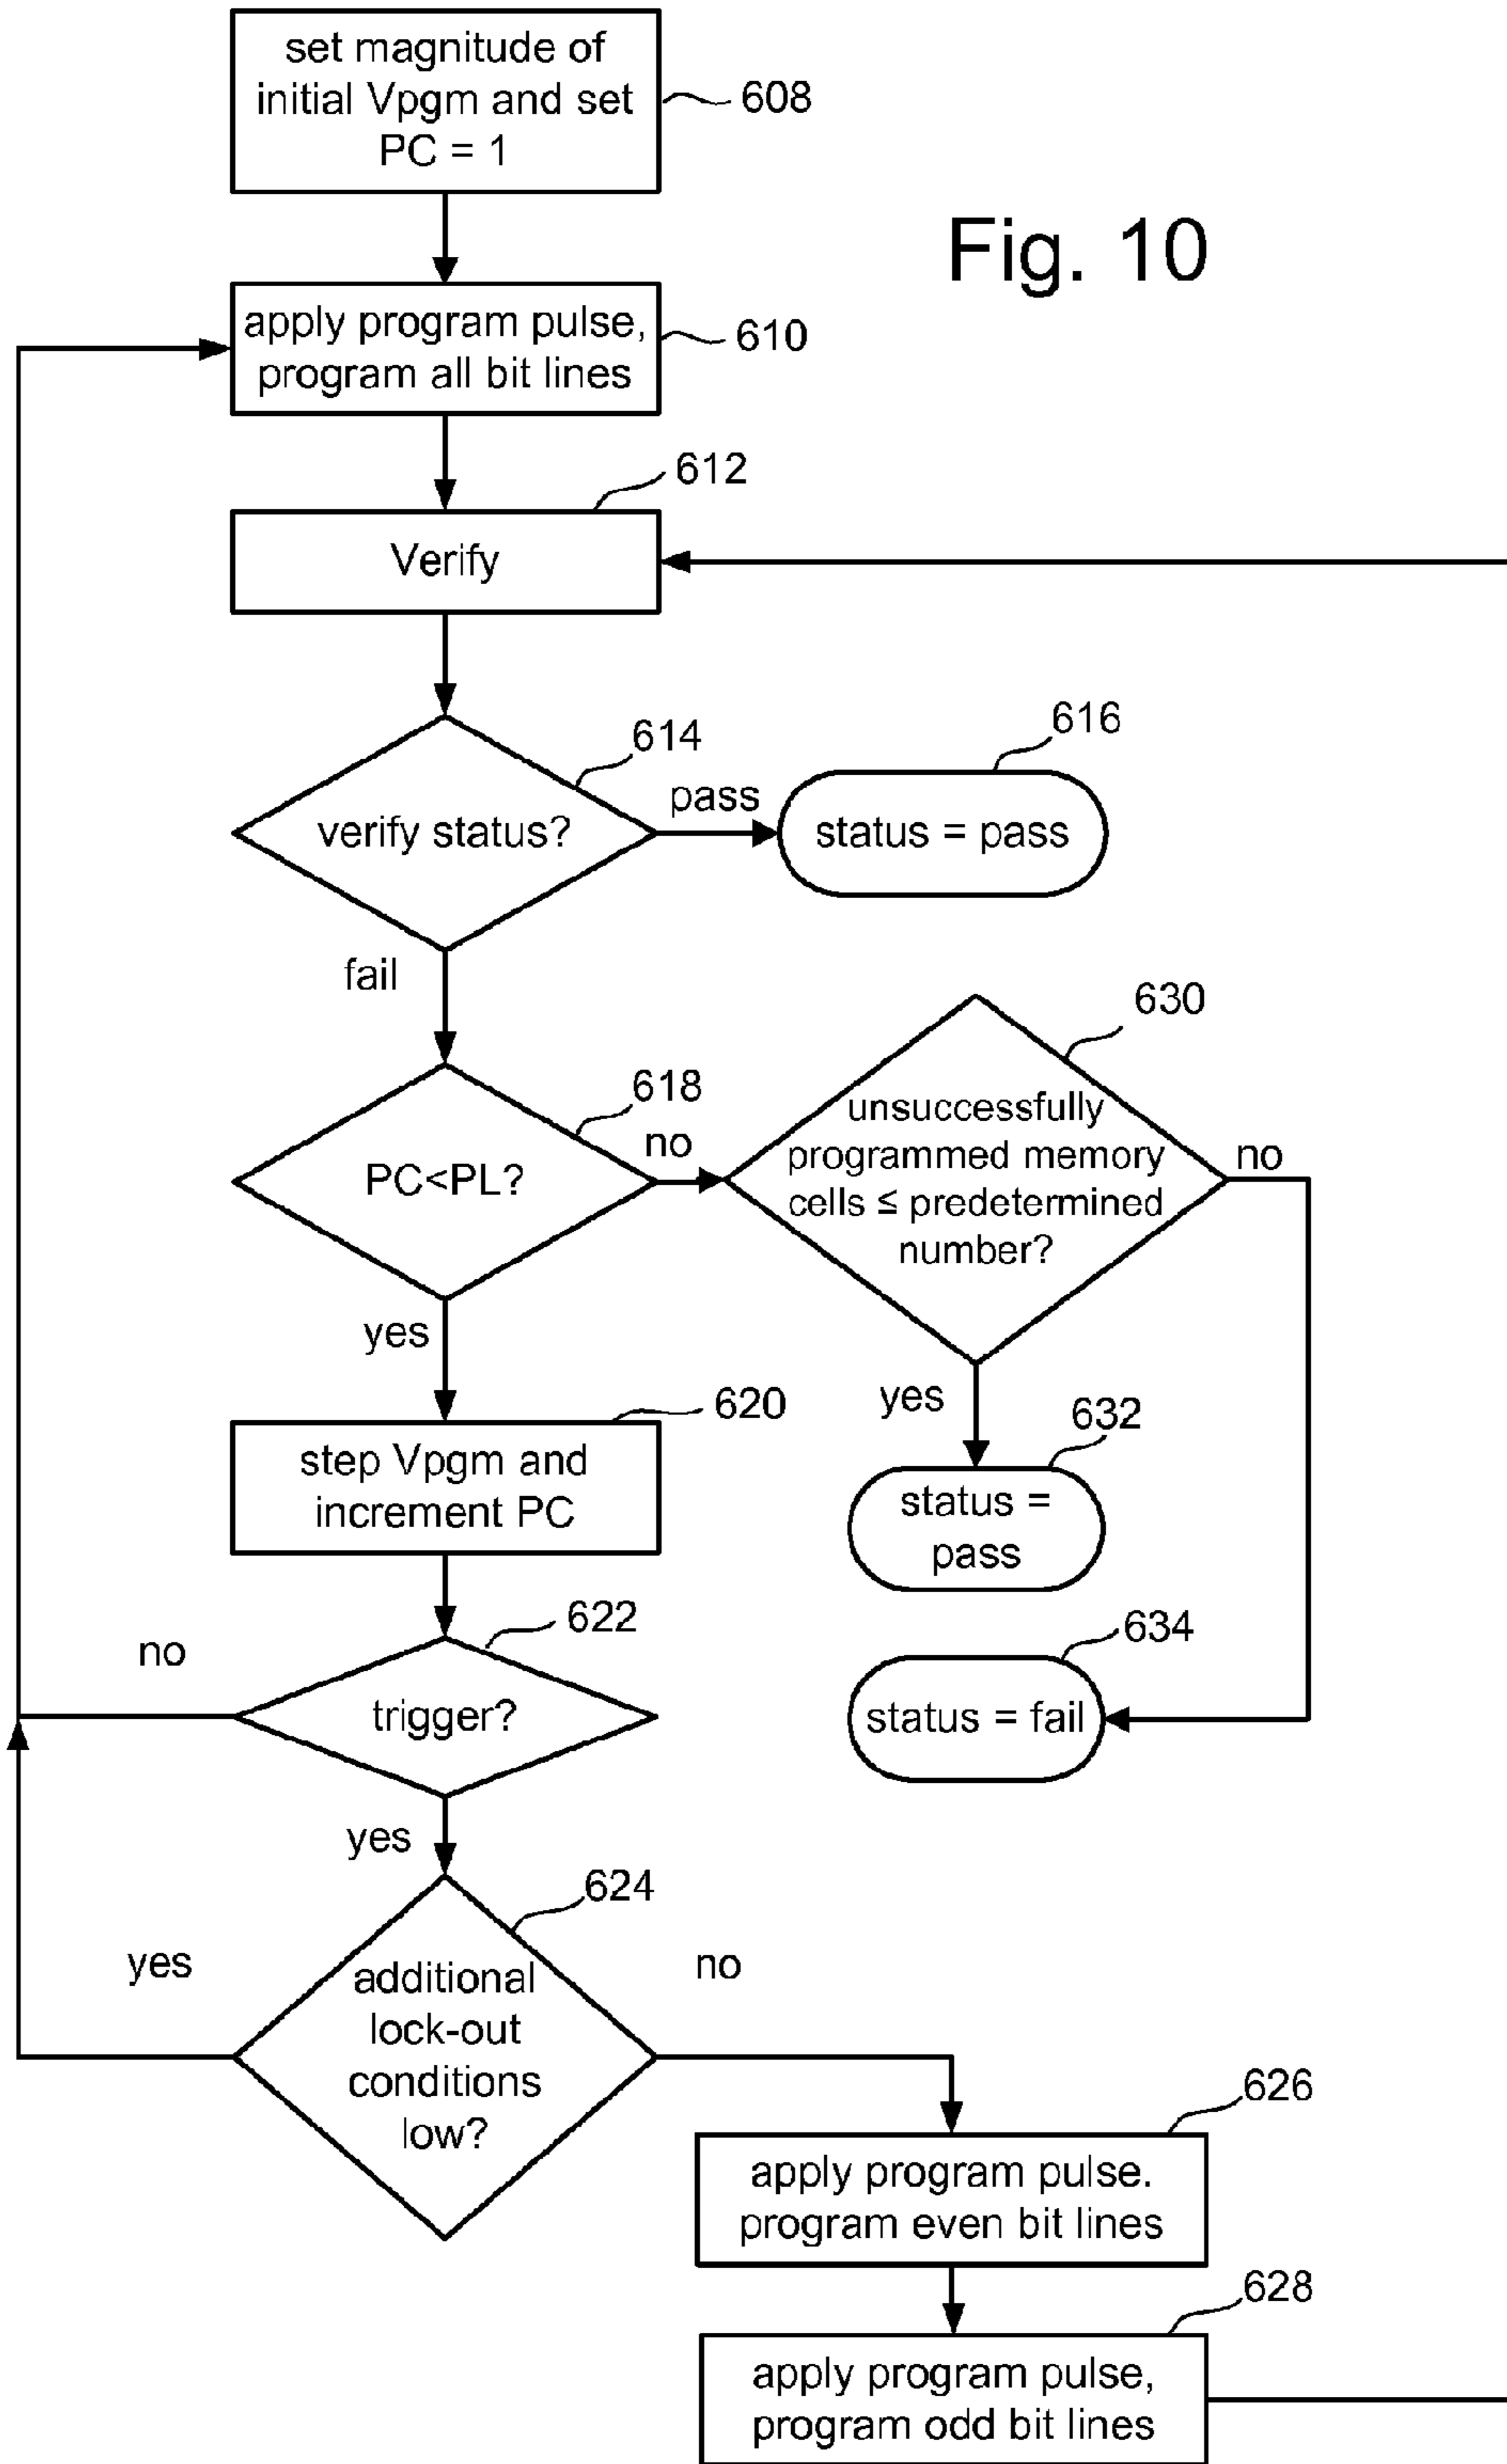 set magnitude of
initial Vpgm and set
PC = 1
608
Fig. 10
apply program pulse,
program all bit lines
610
612
Verify
614
verify status?
pass
616
status = pass
fail
618
PC<PL?
no
630
unsuccessfully
programmed memory
cells ≤ predetermined
number?
no
yes
yes
620
step Vpgm and
increment PC
632
status =
pass
622
trigger?
no
634
status = fail
yes
624
additional
lock-out
conditions
low?
yes
no
626
apply program pulse.
program even bit lines
628
apply program pulse,
program odd bit lines